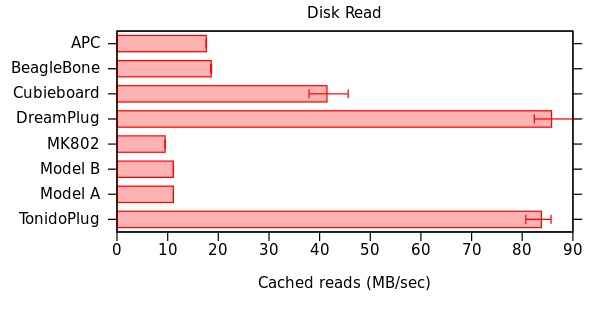 Disk Read
APC
BeagleBone
Cubieboard
DreamPlug
MK802
Model B
Model A
TonidoPlug
0 10 20 30 40 50 60 70 80 90
Cached reads (MB/sec)